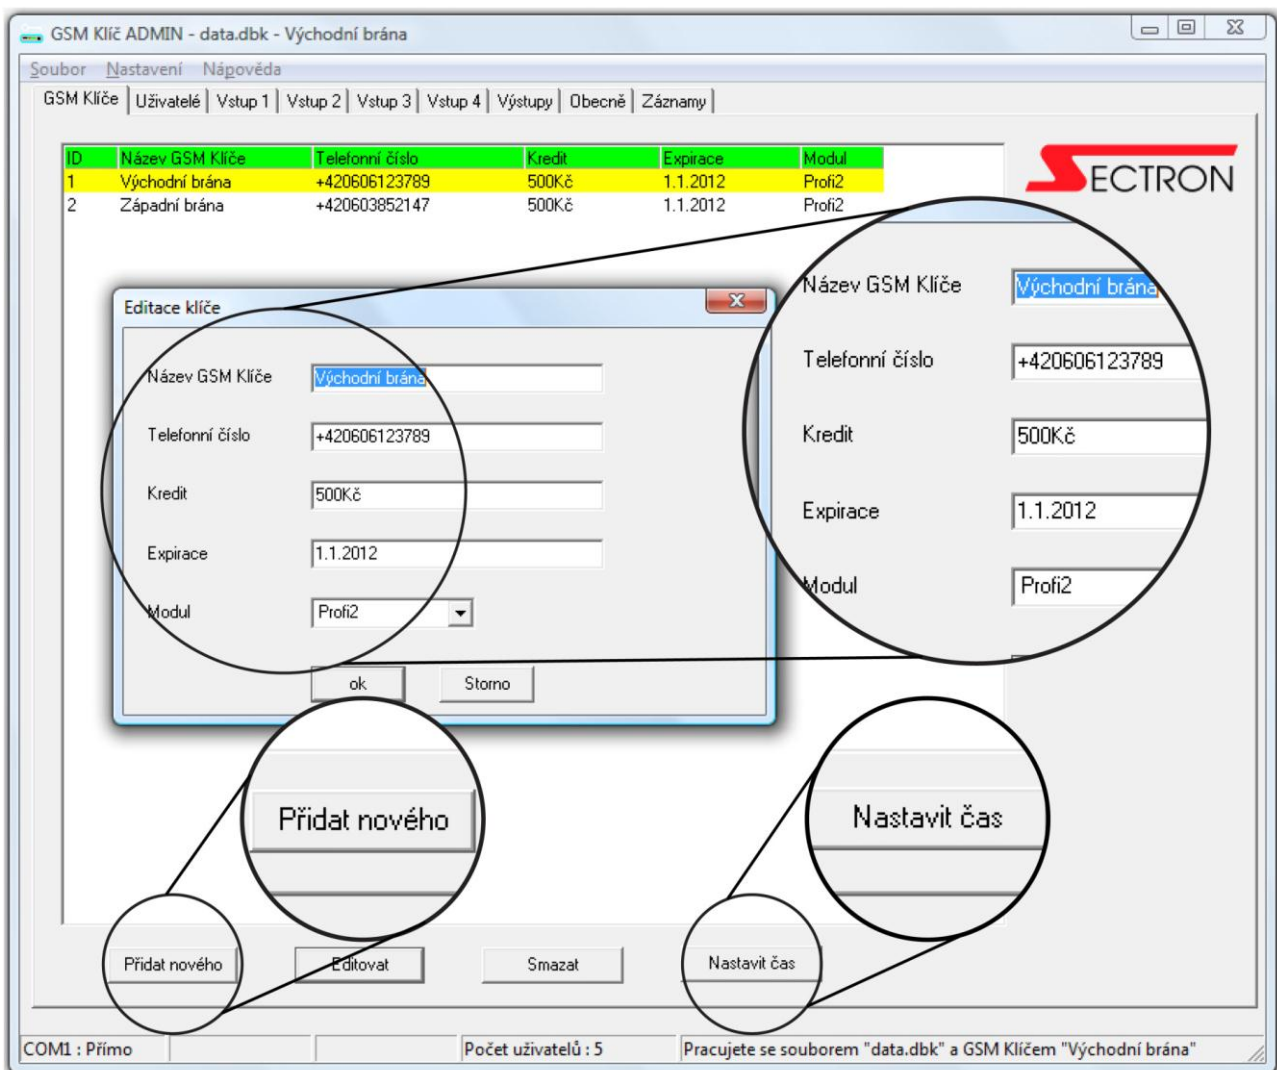 GSM Klíč ADMIN - data.dbk - Východní brána
Soubor Nastavení Nápověda
GSM Klíče Uživatelé Vstup 1 Vstup 2 Vstup 3 Vstup 4 Výstupy Obecně Záznamy
ID Název GSM Klíče Telefonní číslo Kredit Expirace Modul
1 Východní brána +420606123789 500Kč 1.1.2012 Profi2
2 Západní brána +420603852147 500Kč 1.1.2012 Profi2
SECTRON
Editace klíče
Název GSM Klíče Východní brána
Telefonní číslo +420606123789
Kredit 500Kč
Expirace 1.1.2012
Modul Profi2
ok Storno
Název GSM Klíče Východní brána
Telefonní číslo +420606123789
Kredit 500Kč
Expirace 1.1.2012
Modul Profi2
Přidat nového Nastavit čas
Přidat nového Editovat Smazat Nastavit čas
COM1 : Přímo Počet uživatelů : 5 Pracujete se souborem "data.dbk" a GSM Klíčem "Východní brána"